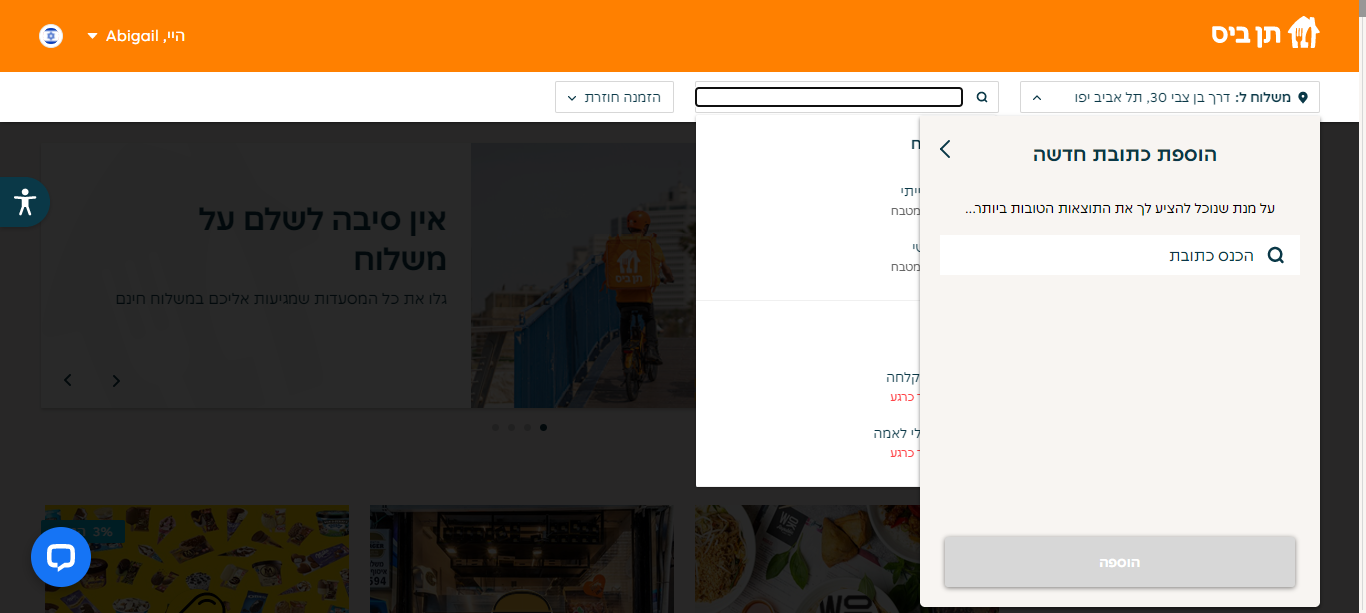 תן ביס
היי, Abigail
משלוח ל: דרך בן צבי 30, תל אביב יפו
הזמנה חוזרת
הוספת כתובת חדשה
על מנת שנוכל להציע לך את התוצאות הטובות ביותר...
הכנס כתובת
הוספה
אין סיבה לשלם על
משלוח
גלו את כל המסעדות שמגיעות אליכם במשלוח חינם
תן ביס
מטבח
מטבח
קלחה
כרגע
לי לאמה
כרגע
3%
594